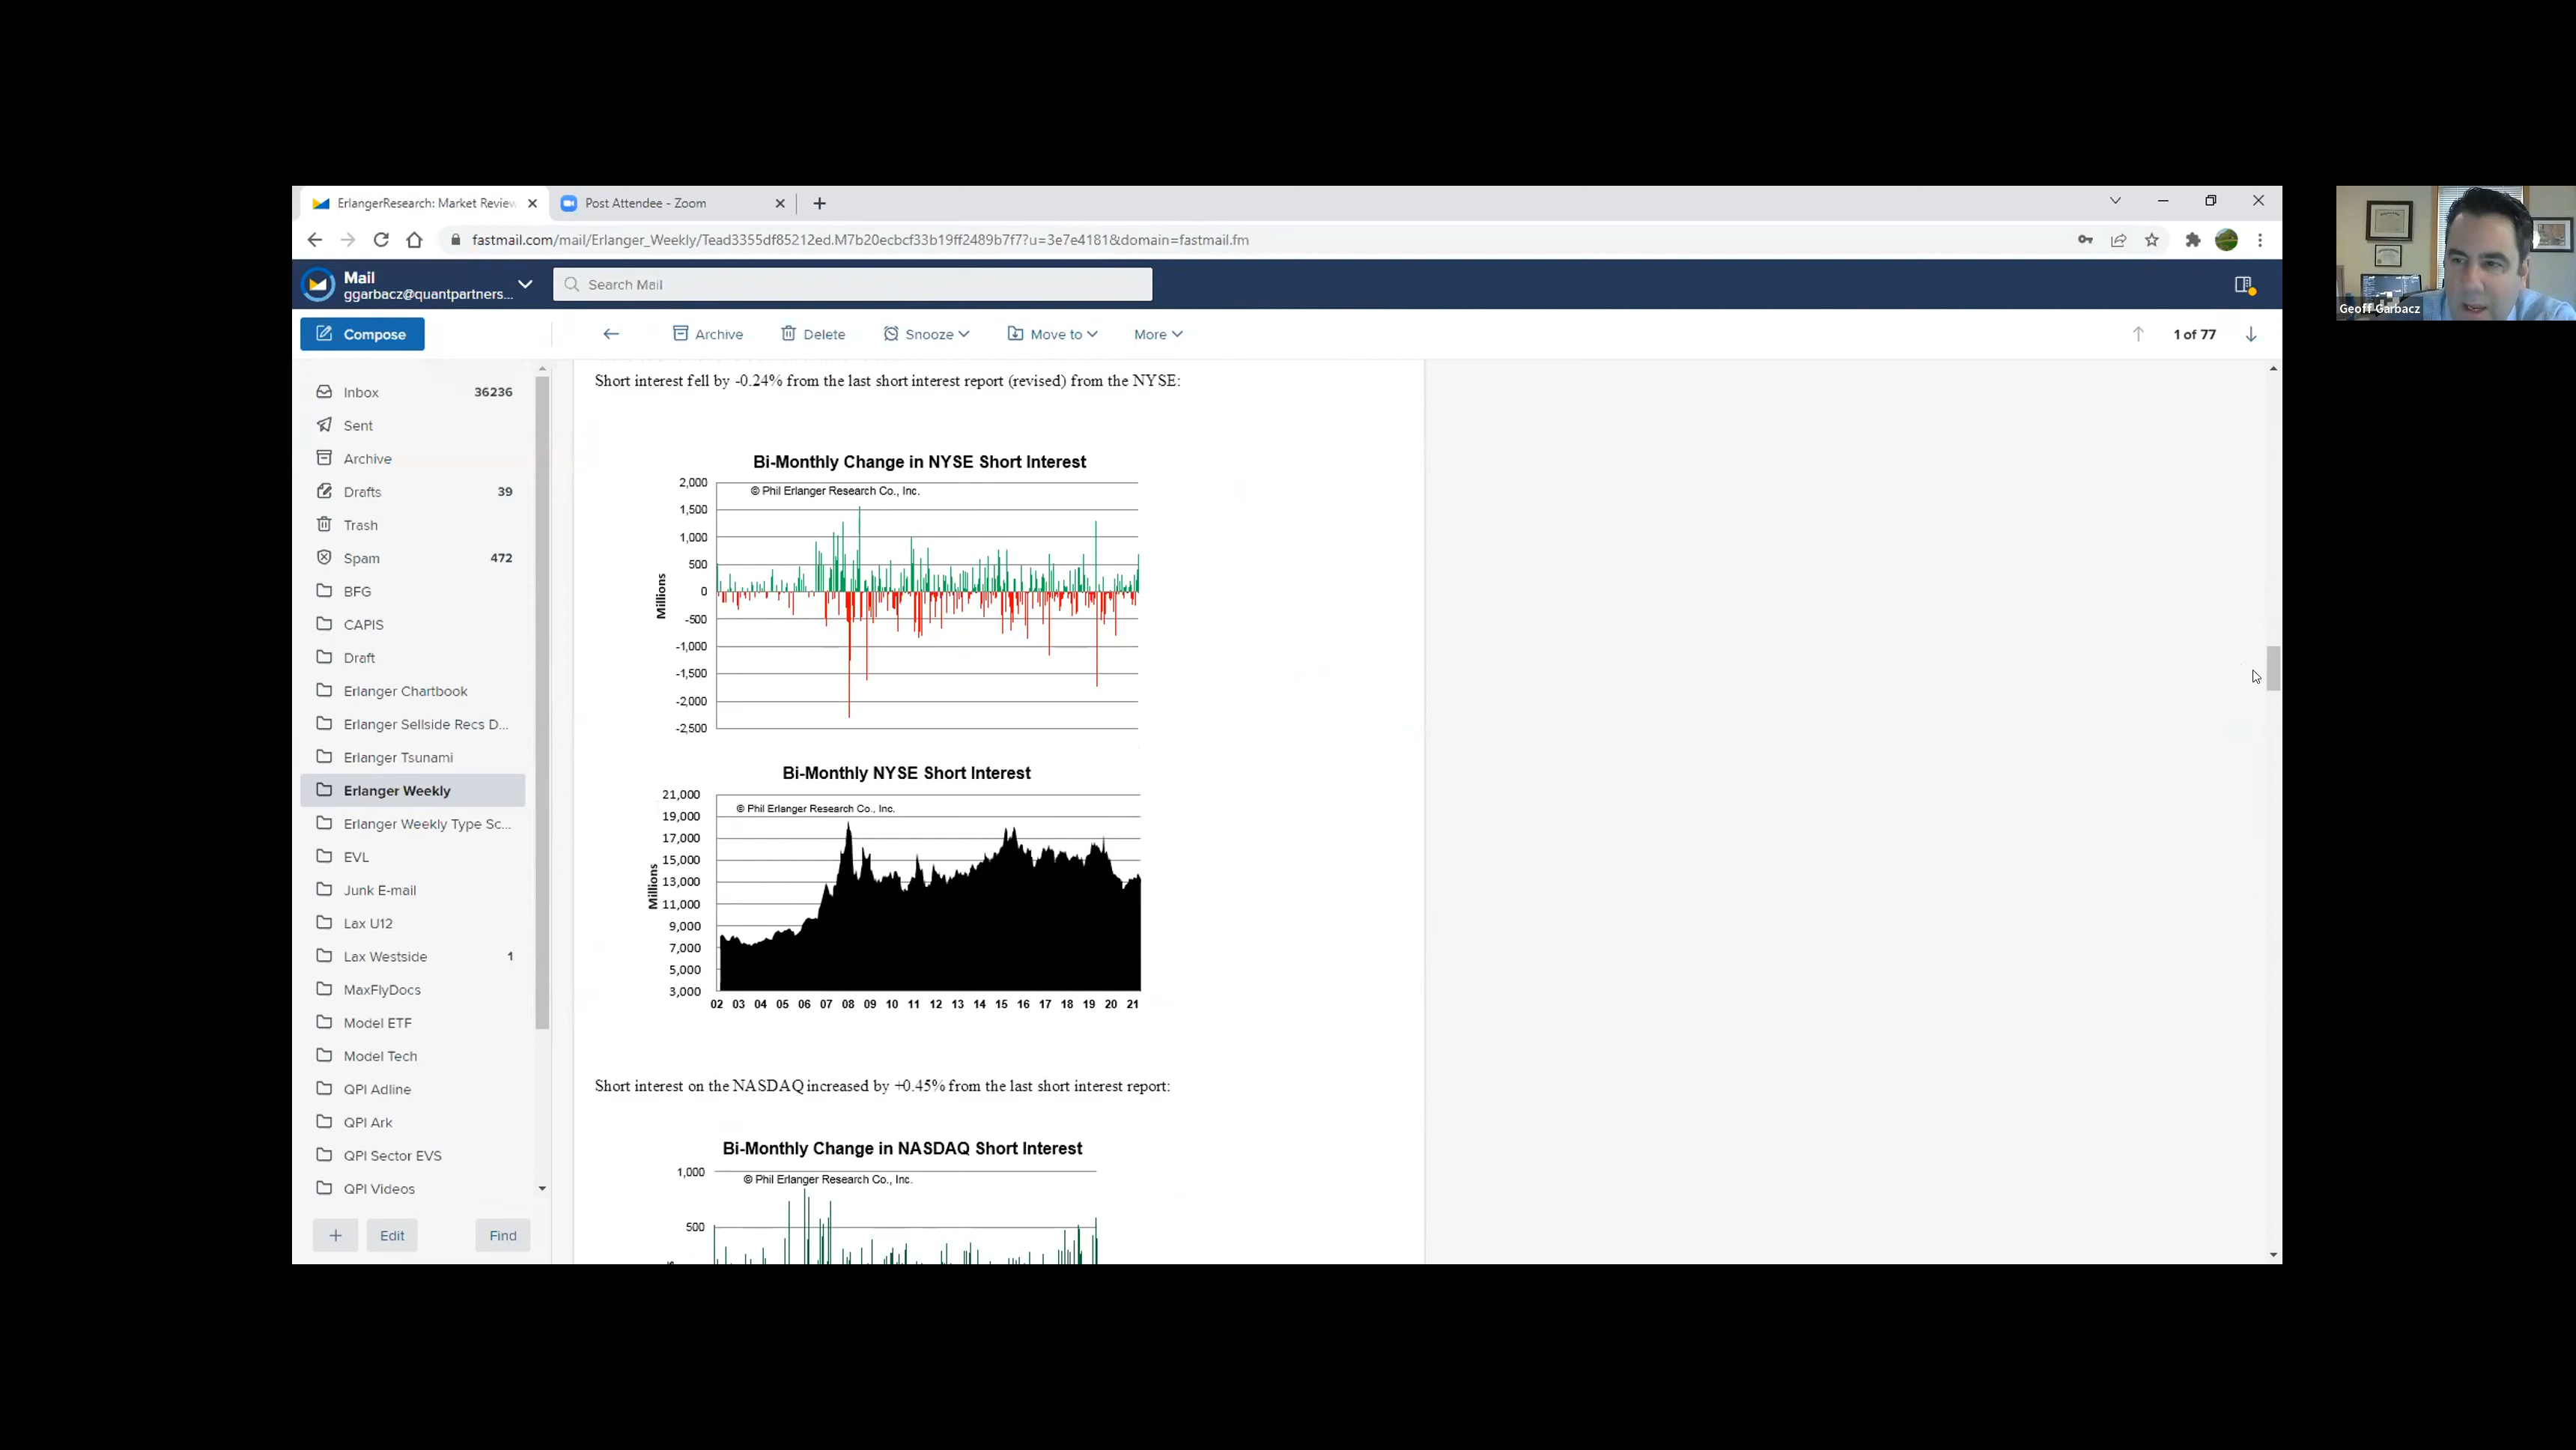 ErlangerResearch: Market Review
Post Attendee - Zoom
fastmail.com/mail/Erlanger_Weekly/Tead3355df85212ed.M7b20ecbcf33b19ff2489b7f7?u=3e7e4181&domain=fastmail.fm
Mail
ggarbacz@quantpartners...
Search Mail
Geoff Garbacz
Compose
Archive Delete Snooze Move to More
1 of 77
Inbox 36236
Sent
Archive
Drafts 39
Trash
Spam 472
BFG
CAPIS
Draft
Erlanger Chartbook
Erlanger Sellside Recs D...
Erlanger Tsunami
Erlanger Weekly
Erlanger Weekly Type Sc...
EVL
Junk E-mail
Lax U12
Lax Westside 1
MaxFlyDocs
Model ETF
Model Tech
QPI Adline
QPI Ark
QPI Sector EVS
QPI Videos
Edit Find
Short interest fell by -0.24% from the last short interest report (revised) from the NYSE:
Bi-Monthly Change in NYSE Short Interest
© Phil Erlanger Research Co., Inc.
2,000
1,500
1,000
500
0
-500
-1,000
-1,500
-2,000
-2,500
Millions
Bi-Monthly NYSE Short Interest
© Phil Erlanger Research Co., Inc.
21,000
19,000
17,000
15,000
13,000
11,000
9,000
7,000
5,000
3,000
Millions
02 03 04 05 06 07 08 09 10 11 12 13 14 15 16 17 18 19 20 21
Short interest on the NASDAQ increased by +0.45% from the last short interest report:
Bi-Monthly Change in NASDAQ Short Interest
© Phil Erlanger Research Co., Inc.
1,000
500